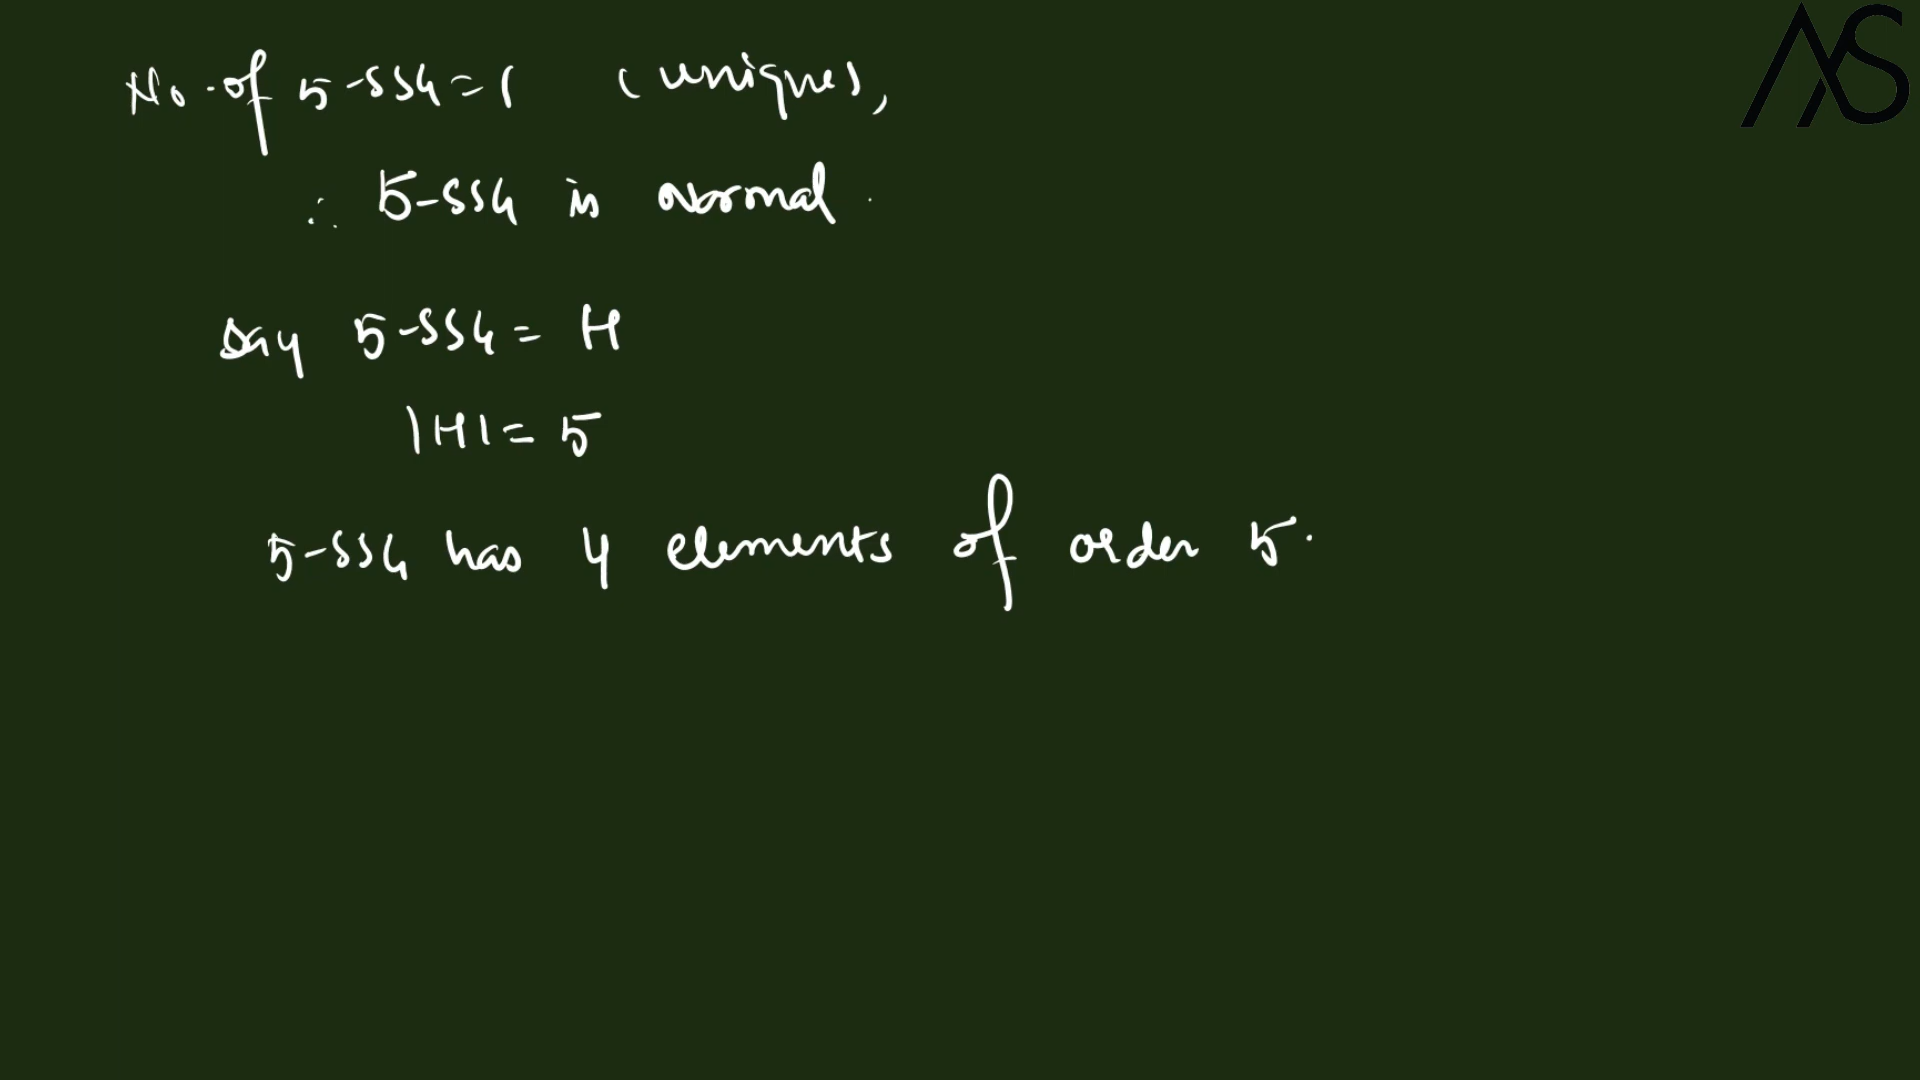 No. of 5-SSG = 1 (unique),
∴ 5-SSG is normal.
Say 5-SSG = H
|H| = 5
5-SSG has 4 elements of order 5.
NS